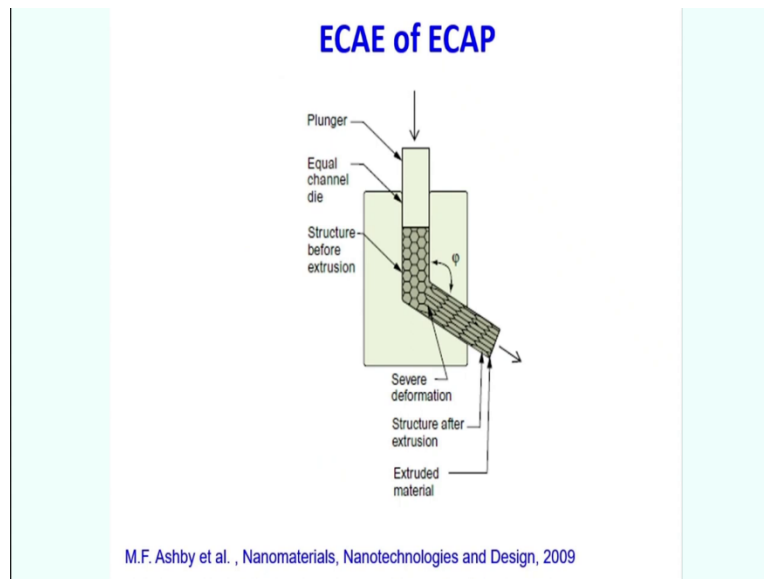 ECAE of ECAP
Plunger
Equal
channel
die
Structure
before
extrusion
φ
Severe
deformation
Structure after
extrusion
Extruded
material
M.F. Ashby et al. , Nanomaterials, Nanotechnologies and Design, 2009